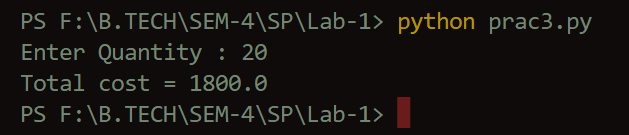 PS F:\B.TECH\SEM-4\SP\Lab-1> python prac3.py
Enter Quantity : 20
Total cost = 1800.0
PS F:\B.TECH\SEM-4\SP\Lab-1>